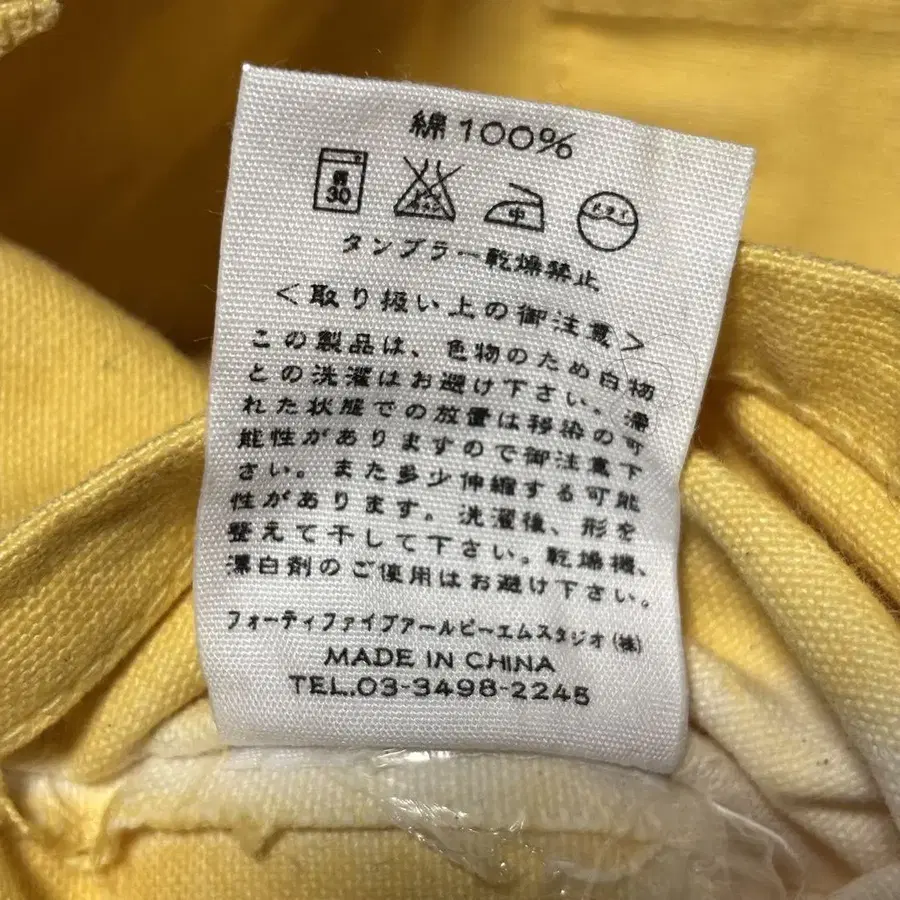 綿100%
弱
30
中
ドライ
タンブラー乾燥禁止
<取り扱い上の御注意>
この製品は、色物のため白物
との洗濯はお避け下さい。濡
れた状態での放置は移染の可
能性がありますので御注意下
さい。また多少伸縮する可能
性があります。洗濯後、形を
整えて干して下さい。乾燥機、
漂白剤のご使用はお避け下さい。
フォーティファイブアールピーエムスタジオ(株)
MADE IN CHINA
TEL.03-3498-2245